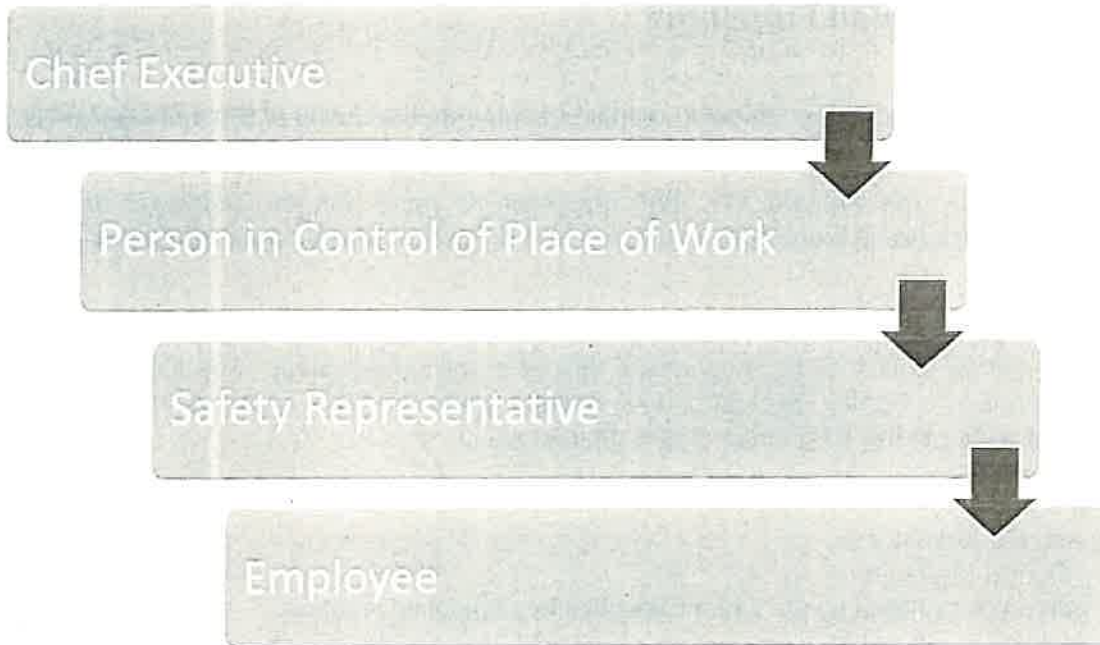 Chief Executive
Person in Control of Place of Work
Safety Representative
Employee